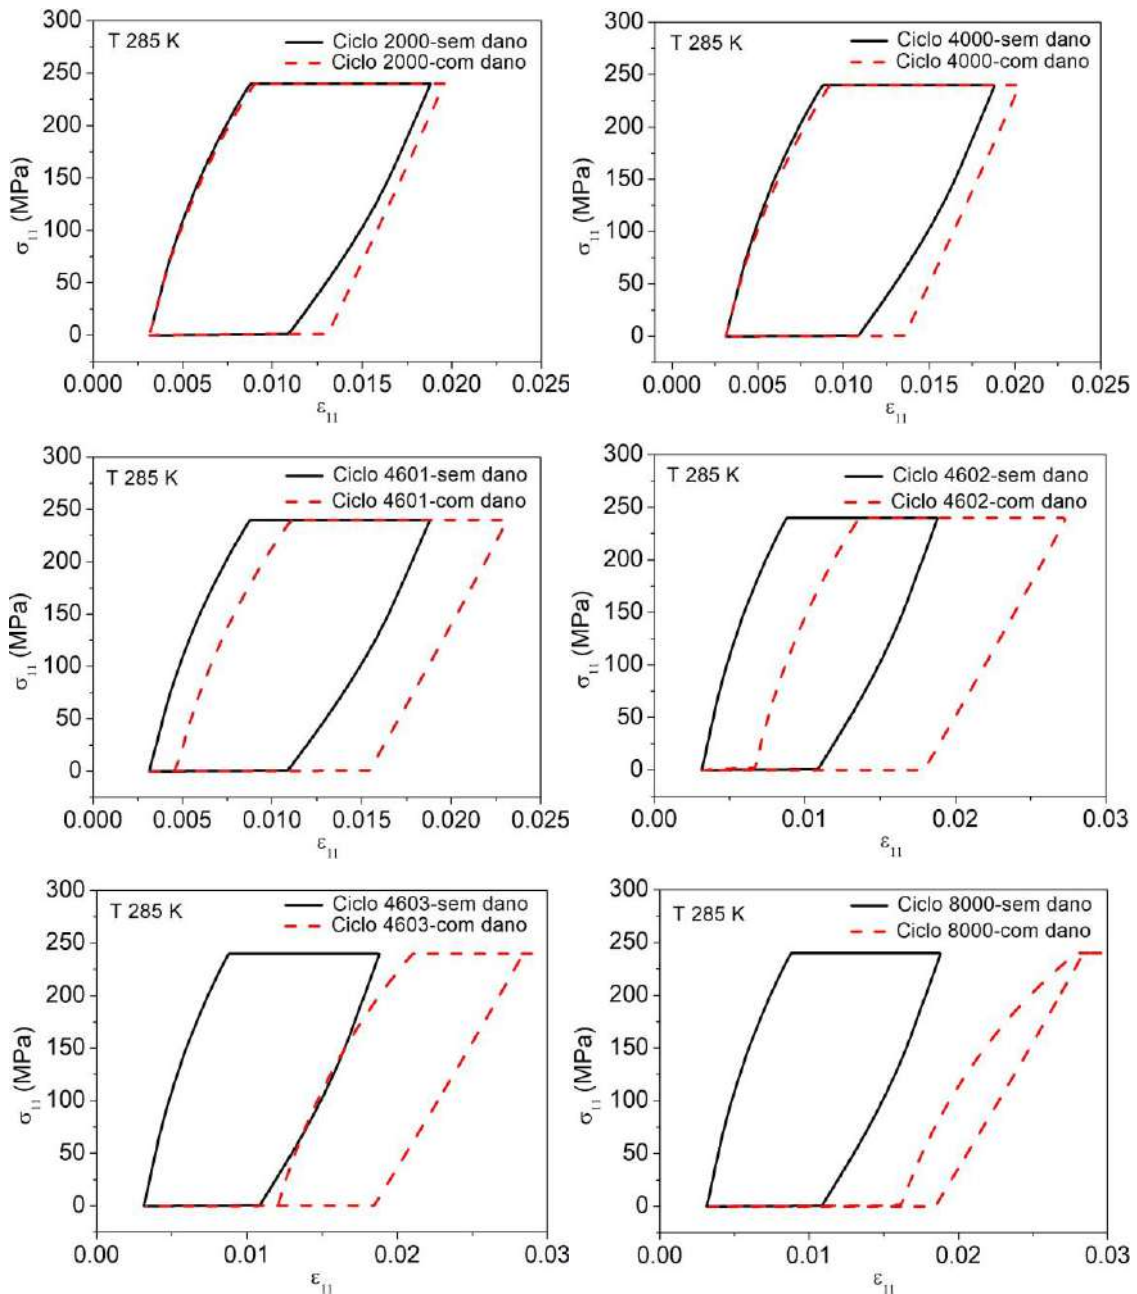 300
250
200
150
100
50
0
σ11 (MPa)
T 285 K
Ciclo 2000-sem dano
Ciclo 2000-com dano
0.000 0.005 0.010 0.015 0.020 0.025
ε11
300
250
200
150
100
50
0
σ11 (MPa)
T 285 K
Ciclo 4000-sem dano
Ciclo 4000-com dano
0.000 0.005 0.010 0.015 0.020 0.025
ε11
300
250
200
150
100
50
0
σ11 (MPa)
T 285 K
Ciclo 4601-sem dano
Ciclo 4601-com dano
0.000 0.005 0.010 0.015 0.020 0.025
ε11
300
250
200
150
100
50
0
σ11 (MPa)
T 285 K
Ciclo 4602-sem dano
Ciclo 4602-com dano
0.00 0.01 0.02 0.03
ε11
300
250
200
150
100
50
0
σ11 (MPa)
T 285 K
Ciclo 4603-sem dano
Ciclo 4603-com dano
0.00 0.01 0.02 0.03
ε11
300
250
200
150
100
50
0
σ11 (MPa)
T 285 K
Ciclo 8000-sem dano
Ciclo 8000-com dano
0.00 0.01 0.02 0.03
ε11